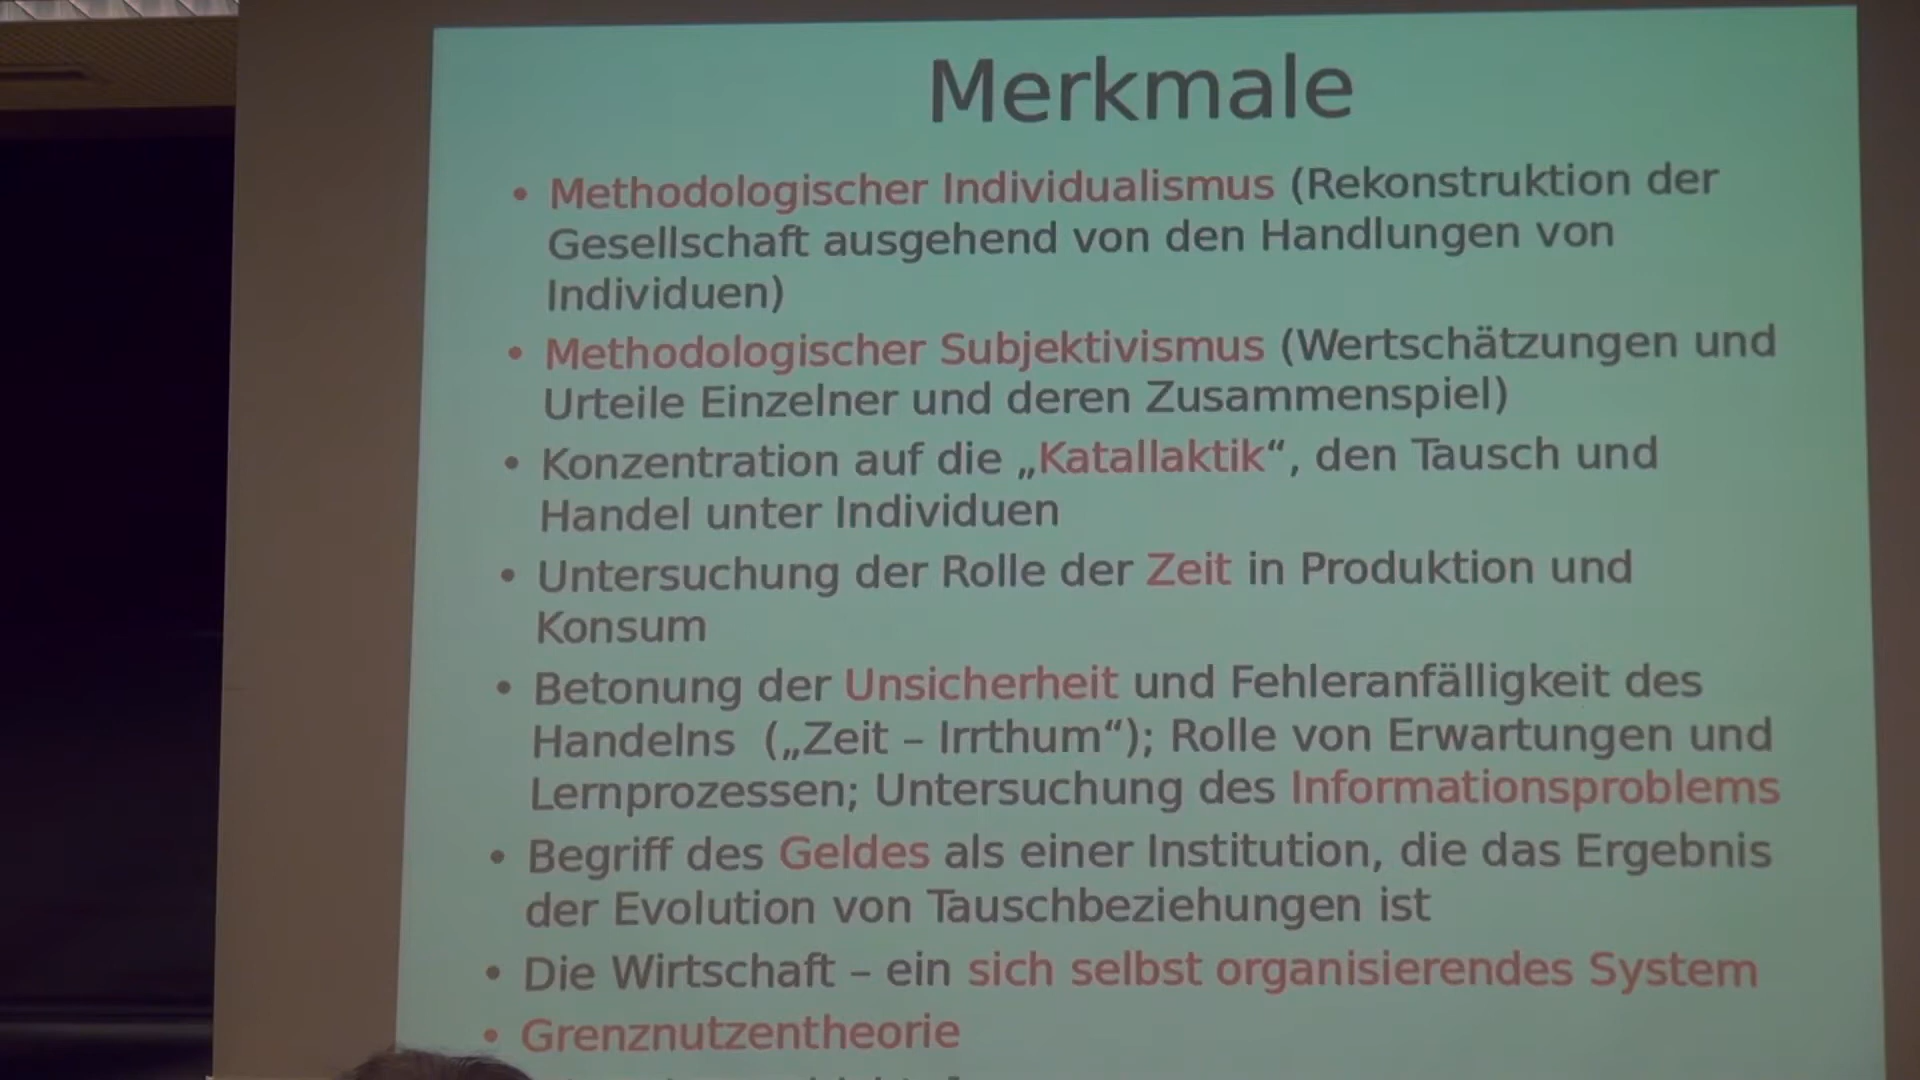 Merkmale
• Methodologischer Individualismus (Rekonstruktion der
Gesellschaft ausgehend von den Handlungen von
Individuen)
• Methodologischer Subjektivismus (Wertschätzungen und
Urteile Einzelner und deren Zusammenspiel)
• Konzentration auf die „Katallaktik“, den Tausch und
Handel unter Individuen
• Untersuchung der Rolle der Zeit in Produktion und
Konsum
• Betonung der Unsicherheit und Fehleranfälligkeit des
Handelns („Zeit – Irrthum“); Rolle von Erwartungen und
Lernprozessen; Untersuchung des Informationsproblems
• Begriff des Geldes als einer Institution, die das Ergebnis
der Evolution von Tauschbeziehungen ist
• Die Wirtschaft – ein sich selbst organisierendes System
• Grenznutzentheorie